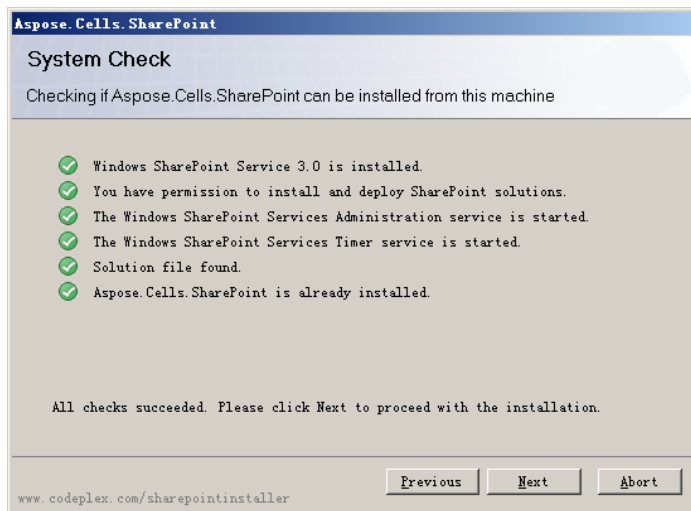 Aspose.Cells.SharePoint
System Check
Checking if Aspose.Cells.SharePoint can be installed from this machine
Windows SharePoint Service 3.0 is installed.
You have permission to install and deploy SharePoint solutions.
The Windows SharePoint Services Administration service is started.
The Windows SharePoint Services Timer service is started.
Solution file found.
Aspose.Cells.SharePoint is already installed.
All checks succeeded. Please click Next to proceed with the installation.
Previous Next Abort
www.codeplex.com/sharepointinstaller